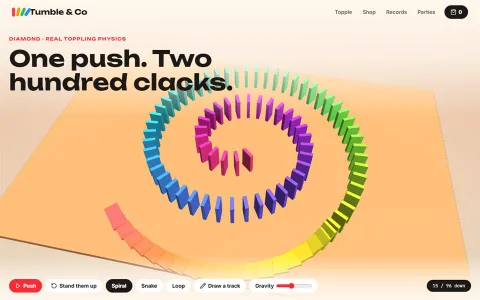 Tumble & Co
Topple Shop Records Parties 0
DIAMOND · REAL TOPPLING PHYSICS
One push. Two
hundred clacks.
Push Stand them up Spiral Snake Loop Draw a track Gravity
15 / 96 down